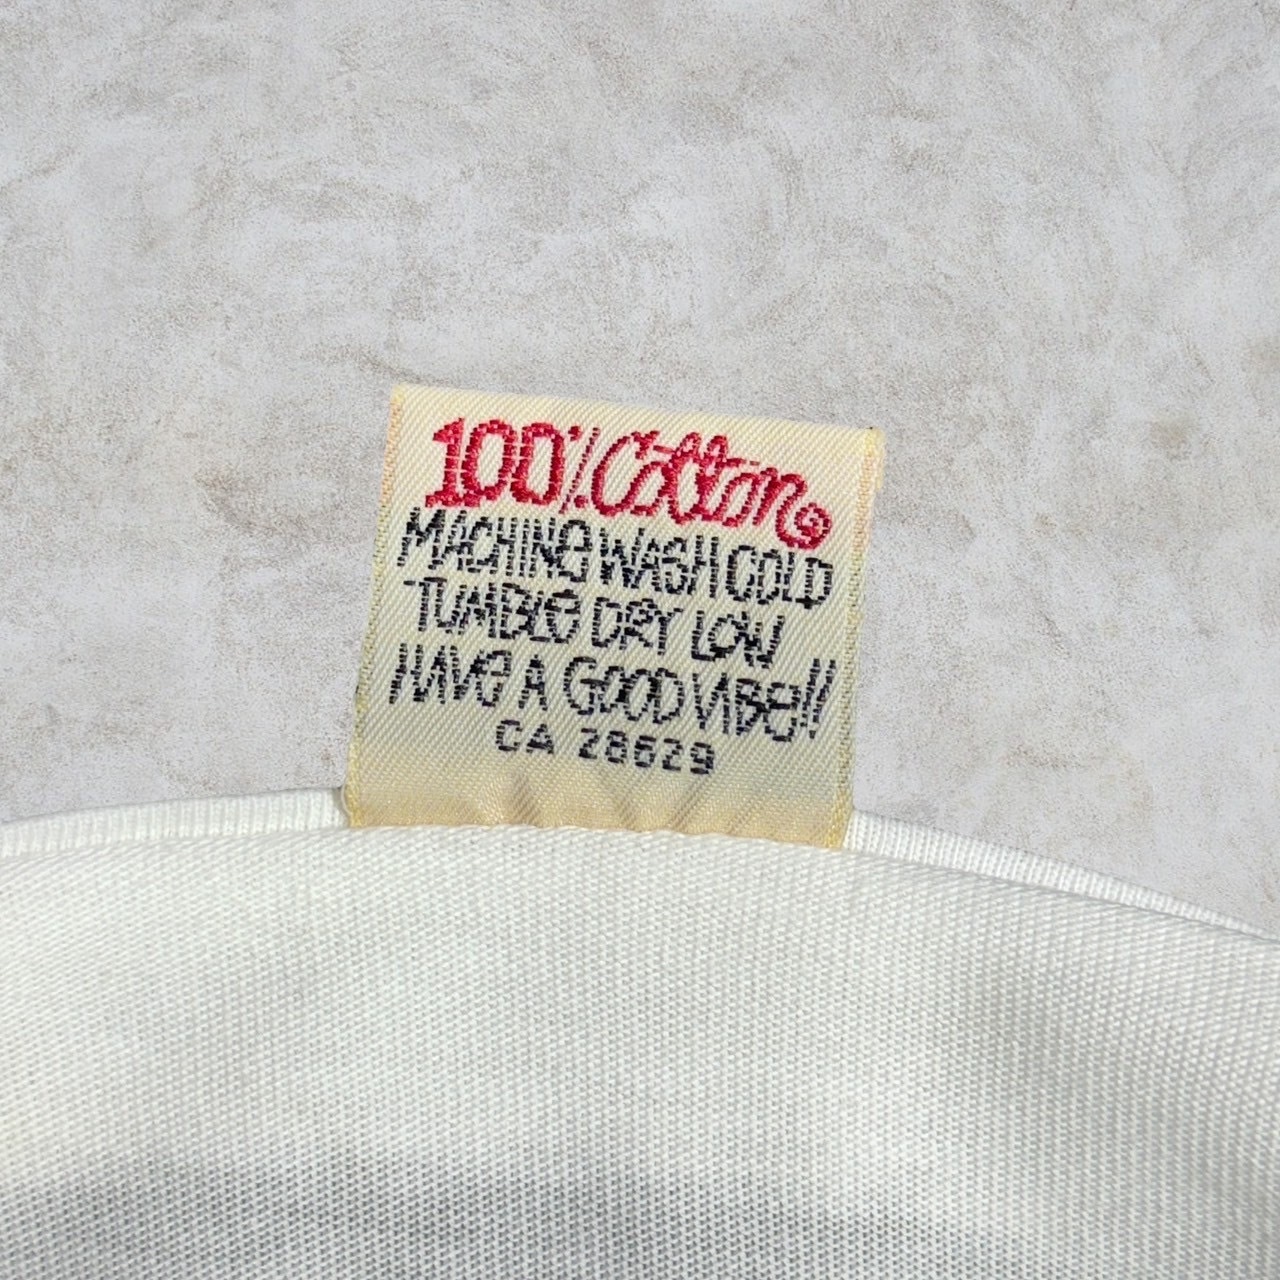 100% Cotton
MACHINe WASH COLD
TUMBLe DRY LOW
HAVe A GOOD VIBe!!
CA 28629